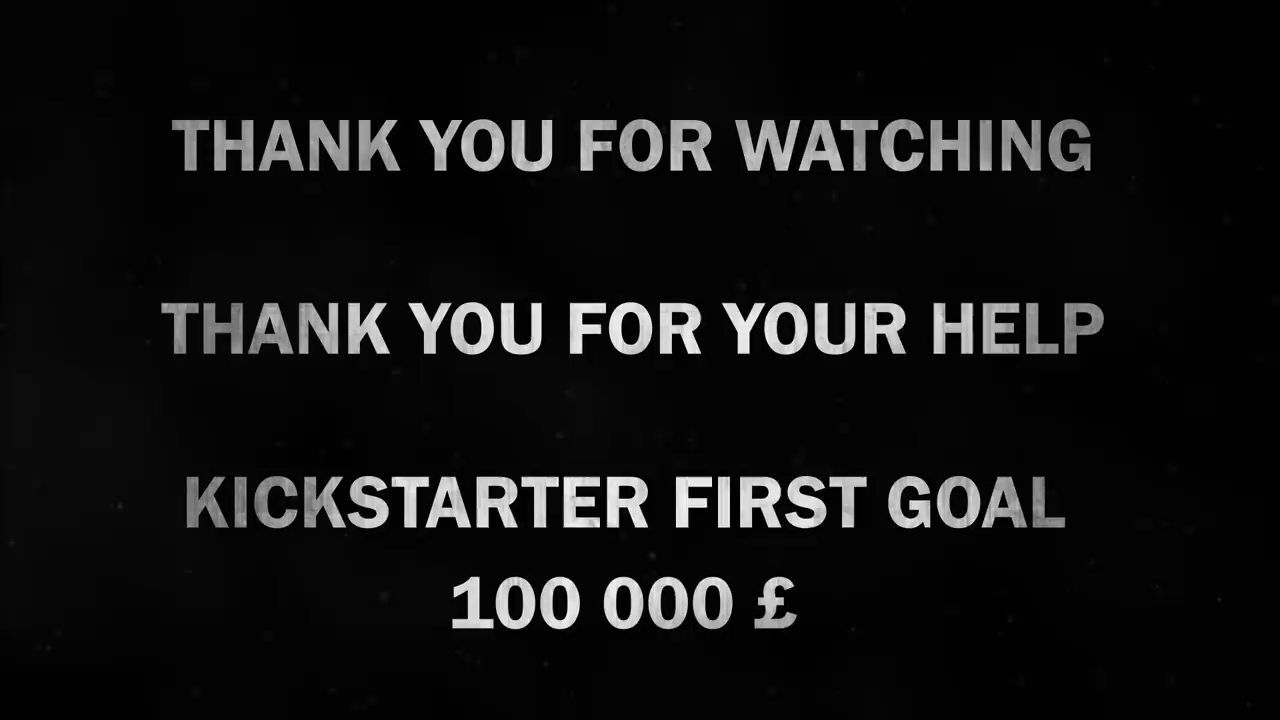 THANK YOU FOR WATCHING
THANK YOU FOR YOUR HELP
KICKSTARTER FIRST GOAL
100 000 £